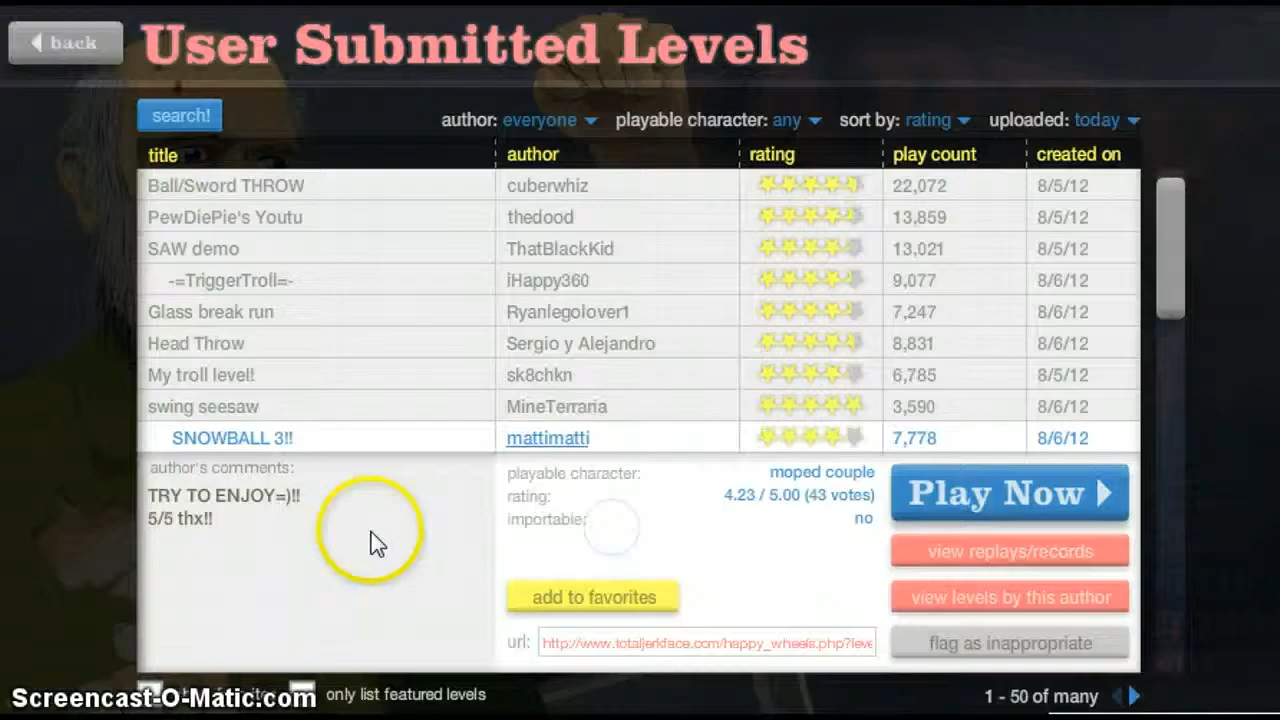 back
User Submitted Levels
search!
author: everyone playable character: any sort by: rating uploaded: today
title author rating play count created on
Ball/Sword THROW cuberwhiz 22,072 8/5/12
PewDiePie's Youtu thedood 13,859 8/5/12
SAW demo ThatBlackKid 13,021 8/5/12
-=TriggerTroll=- iHappy360 9,077 8/6/12
Glass break run Ryanlegolover1 7,247 8/6/12
Head Throw Sergio y Alejandro 8,831 8/6/12
My troll level! sk8chkn 6,785 8/5/12
swing seesaw MineTerraria 3,590 8/6/12
SNOWBALL 3!! mattimatti 7,778 8/6/12
author's comments:
TRY TO ENJOY=)!!
5/5 thx!!
playable character: moped couple
rating: 4.23 / 5.00 (43 votes)
importable: no
add to favorites
url: http://www.totaljerkface.com/happy_wheels.php?leve
Play Now
view replays/records
view levels by this author
flag as inappropriate
only list featured levels
1 - 50 of many
Screencast-O-Matic.com